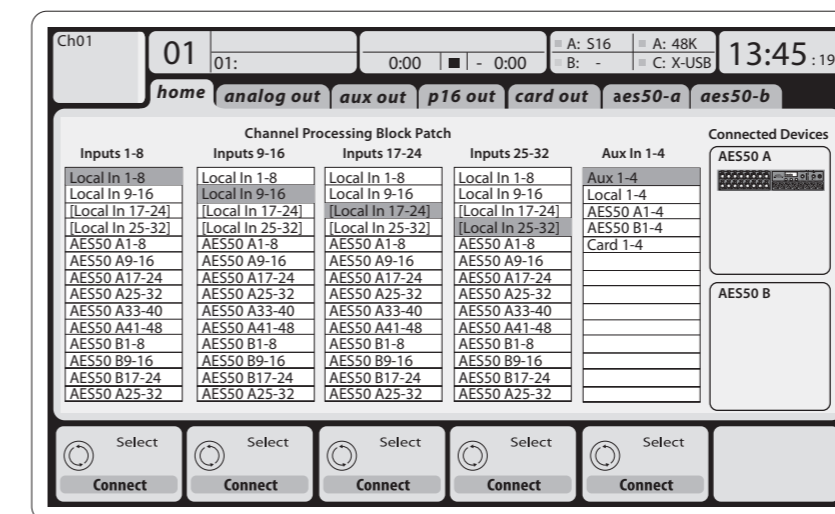 Ch01
01
01:
0:00
- 0:00
A: S16
B: -
A: 48K
C: X-USB
13:45 :19
home
analog out
aux out
p16 out
card out
aes50-a
aes50-b
Channel Processing Block Patch
Connected Devices
Inputs 1-8
Inputs 9-16
Inputs 17-24
Inputs 25-32
Aux In 1-4
AES50 A
Local In 1-8
Local In 1-8
Local In 1-8
Local In 1-8
Aux 1-4
Local In 9-16
Local In 9-16
Local In 9-16
Local In 9-16
Local 1-4
[Local In 17-24]
[Local In 17-24]
[Local In 17-24]
[Local In 17-24]
AES50 A1-4
[Local In 25-32]
[Local In 25-32]
[Local In 25-32]
[Local In 25-32]
AES50 B1-4
AES50 A1-8
AES50 A1-8
AES50 A1-8
AES50 A1-8
Card 1-4
AES50 A9-16
AES50 A9-16
AES50 A9-16
AES50 A9-16
AES50 A17-24
AES50 A17-24
AES50 A17-24
AES50 A17-24
AES50 A25-32
AES50 A25-32
AES50 A25-32
AES50 A25-32
AES50 B
AES50 A33-40
AES50 A33-40
AES50 A33-40
AES50 A33-40
AES50 A41-48
AES50 A41-48
AES50 A41-48
AES50 A41-48
AES50 B1-8
AES50 B1-8
AES50 B1-8
AES50 B1-8
AES50 B9-16
AES50 B9-16
AES50 B9-16
AES50 B9-16
AES50 B17-24
AES50 B17-24
AES50 B17-24
AES50 B17-24
AES50 A25-32
AES50 A25-32
AES50 A25-32
AES50 A25-32
Select
Select
Select
Select
Select
Connect
Connect
Connect
Connect
Connect